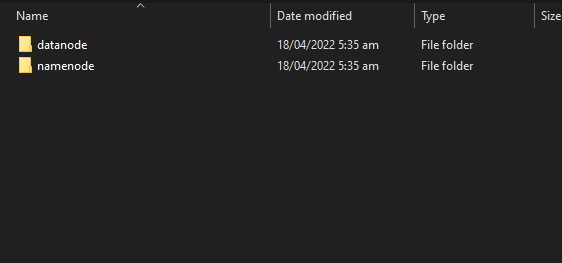 Name Date modified Type Size
datanode 18/04/2022 5:35 am File folder
namenode 18/04/2022 5:35 am File folder